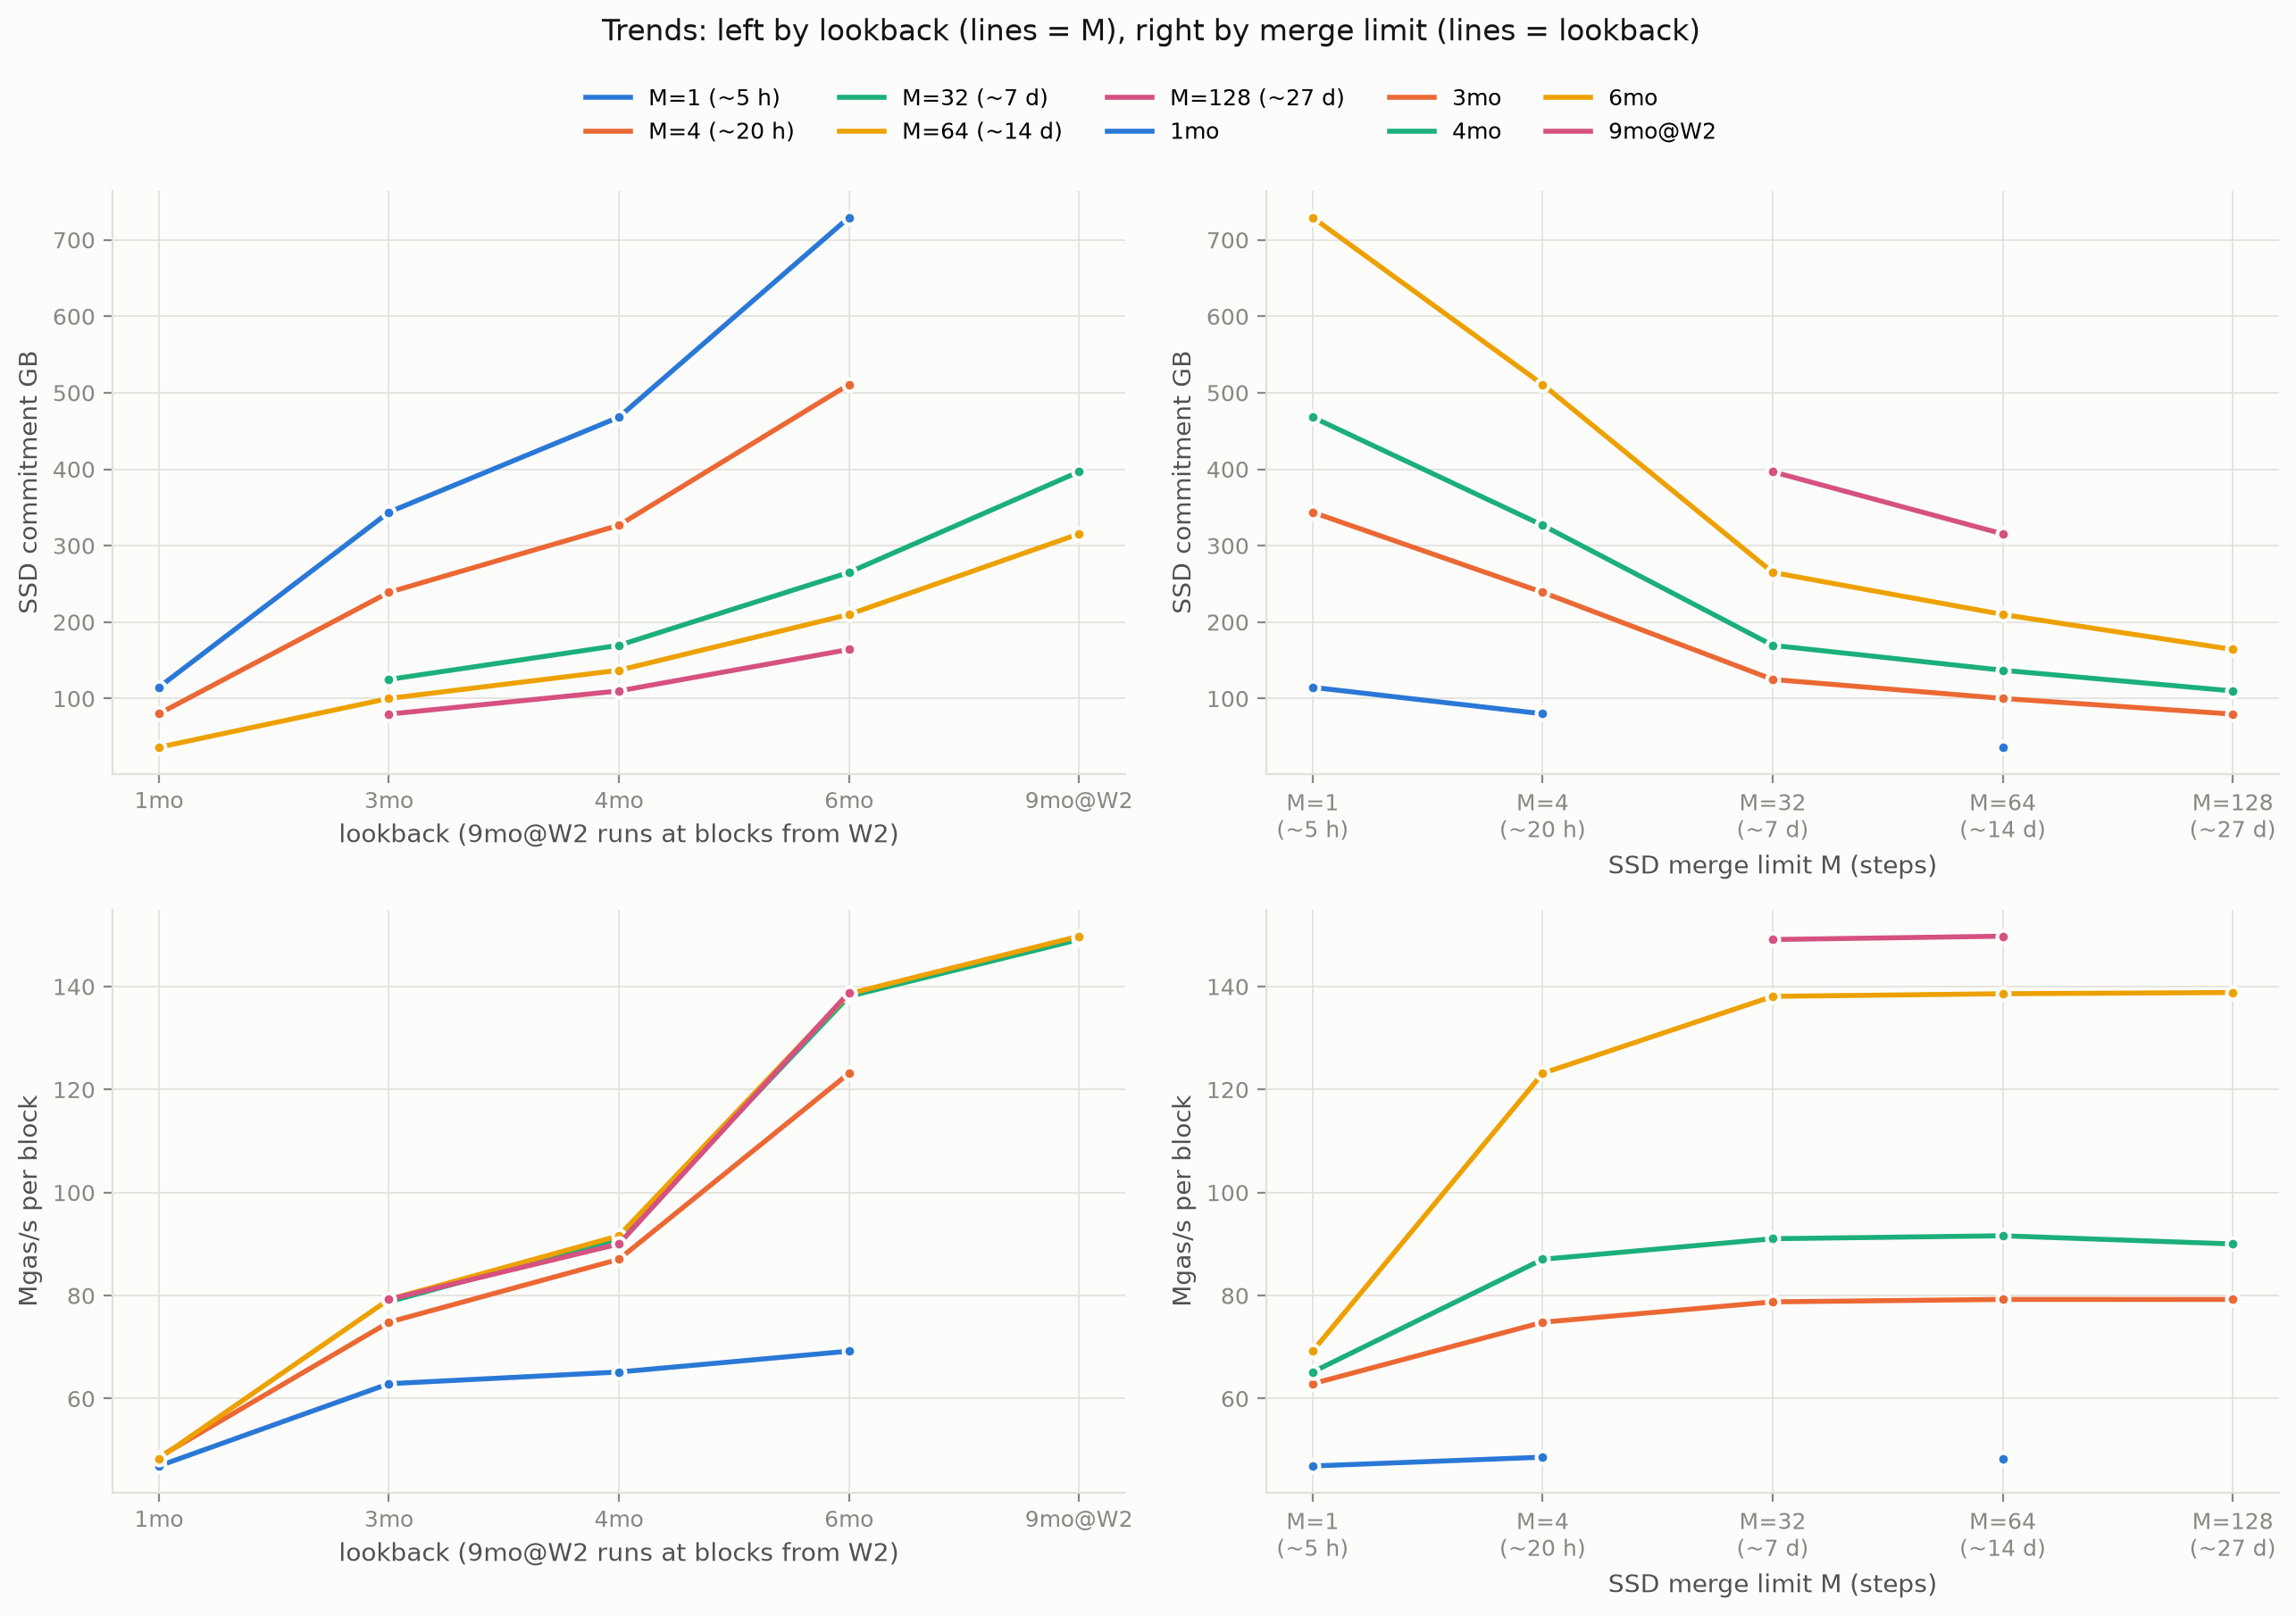 Trends: left by lookback (lines = M), right by merge limit (lines = lookback)
M=1 (~5 h)
M=4 (~20 h)
M=32 (~7 d)
M=64 (~14 d)
M=128 (~27 d)
1mo
3mo
4mo
6mo
9mo@W2
SSD commitment GB
700
600
500
400
300
200
100
1mo 3mo 4mo 6mo 9mo@W2
lookback (9mo@W2 runs at blocks from W2)
SSD commitment GB
700
600
500
400
300
200
100
M=1 M=4 M=32 M=64 M=128
(~5 h) (~20 h) (~7 d) (~14 d) (~27 d)
SSD merge limit M (steps)
Mgas/s per block
140
120
100
80
60
1mo 3mo 4mo 6mo 9mo@W2
lookback (9mo@W2 runs at blocks from W2)
Mgas/s per block
140
120
100
80
60
M=1 M=4 M=32 M=64 M=128
(~5 h) (~20 h) (~7 d) (~14 d) (~27 d)
SSD merge limit M (steps)